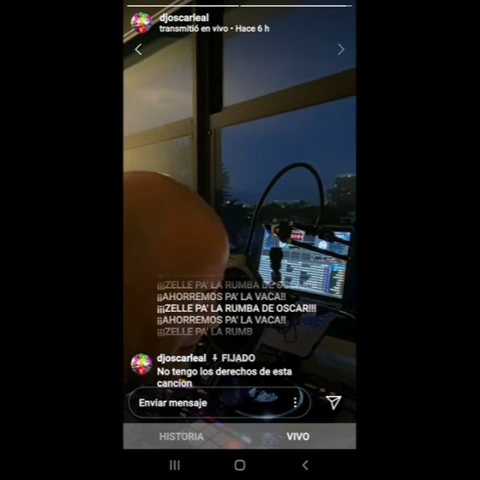 djoscarleal
transmitió en vivo • Hace 6 h
¡¡¡ZELLE PA' LA RUMBA DE OSCAR!!!
¡¡AHORREMOS PA' LA VACA!!
¡¡¡ZELLE PA' LA RUMBA DE OSCAR!!!
¡¡AHORREMOS PA' LA VACA!!
¡¡¡ZELLE PA' LA RUMB
djoscarleal FIJADO
No tengo los derechos de esta
canción
Enviar mensaje
HISTORIA VIVO